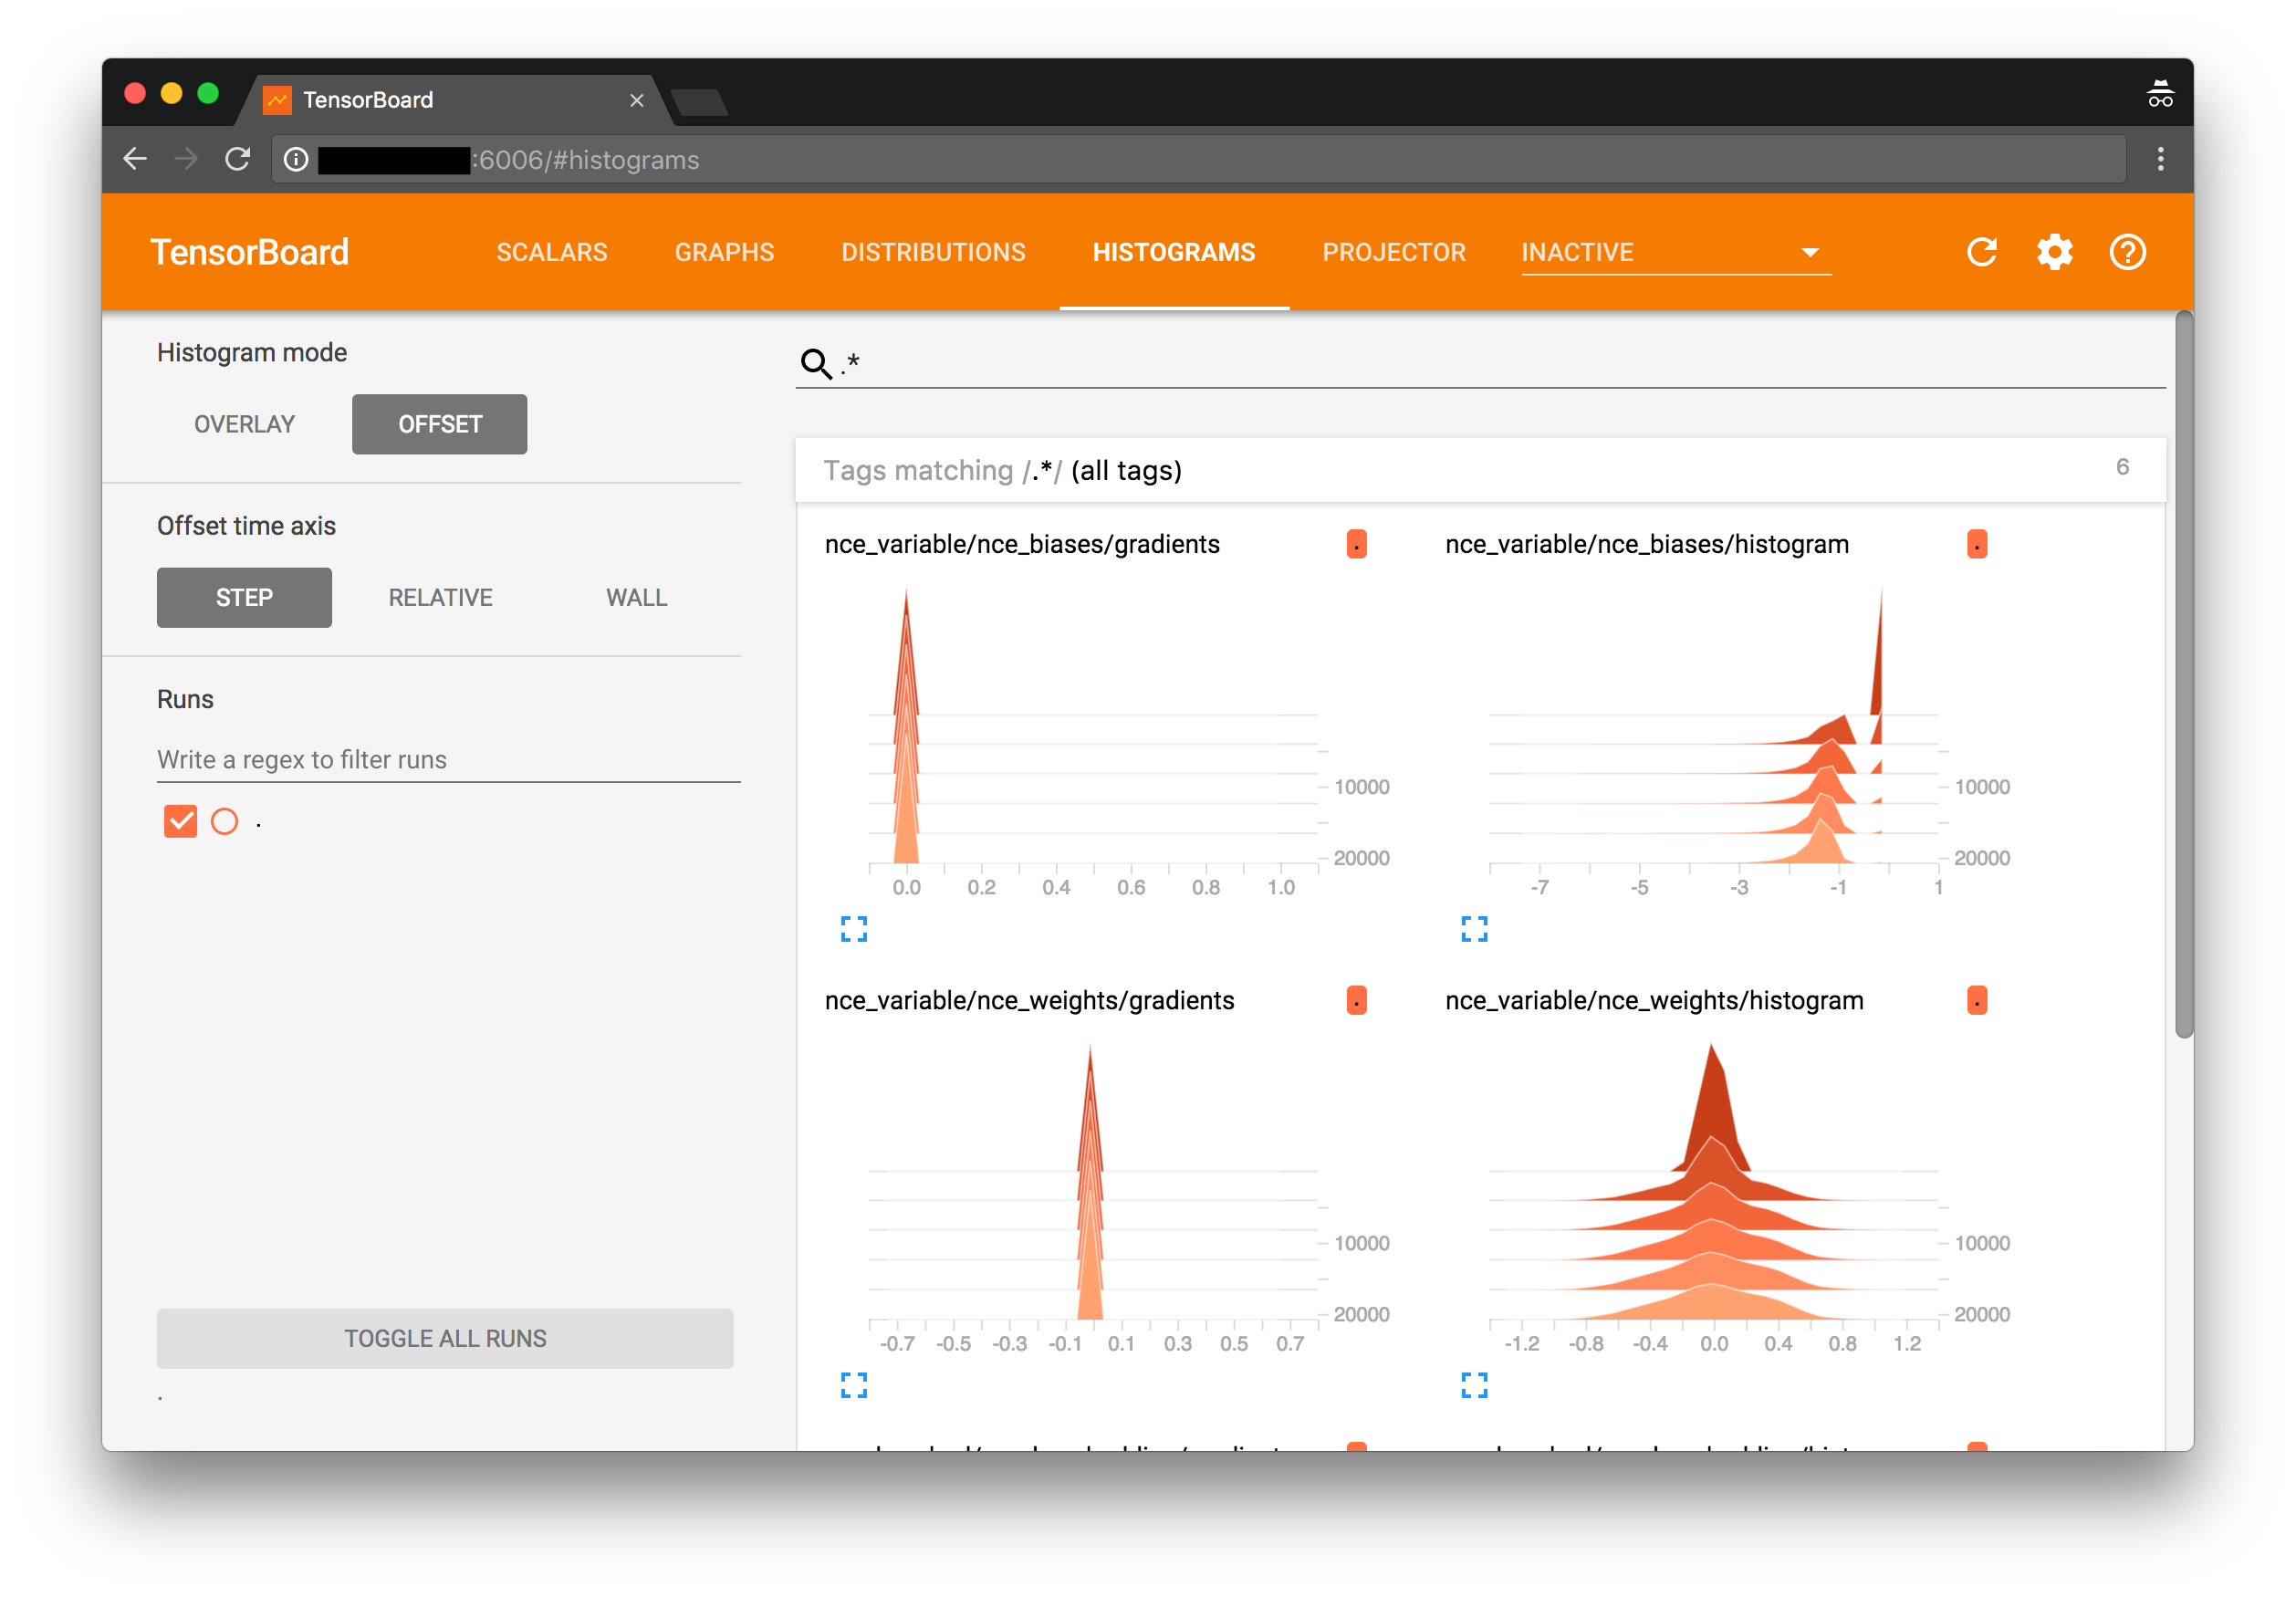 TensorBoard
:6006/#histograms
TensorBoard SCALARS GRAPHS DISTRIBUTIONS HISTOGRAMS PROJECTOR INACTIVE
Histogram mode
OVERLAY OFFSET
Offset time axis
STEP RELATIVE WALL
Runs
Write a regex to filter runs
.
TOGGLE ALL RUNS
.
.*
Tags matching /.*/ (all tags) 6
nce_variable/nce_biases/gradients .
10000
20000
0.0 0.2 0.4 0.6 0.8 1.0
nce_variable/nce_biases/histogram .
10000
20000
-7 -5 -3 -1 1
nce_variable/nce_weights/gradients .
10000
20000
-0.7 -0.5 -0.3 -0.1 0.1 0.3 0.5 0.7
nce_variable/nce_weights/histogram .
10000
20000
-1.2 -0.8 -0.4 0.0 0.4 0.8 1.2